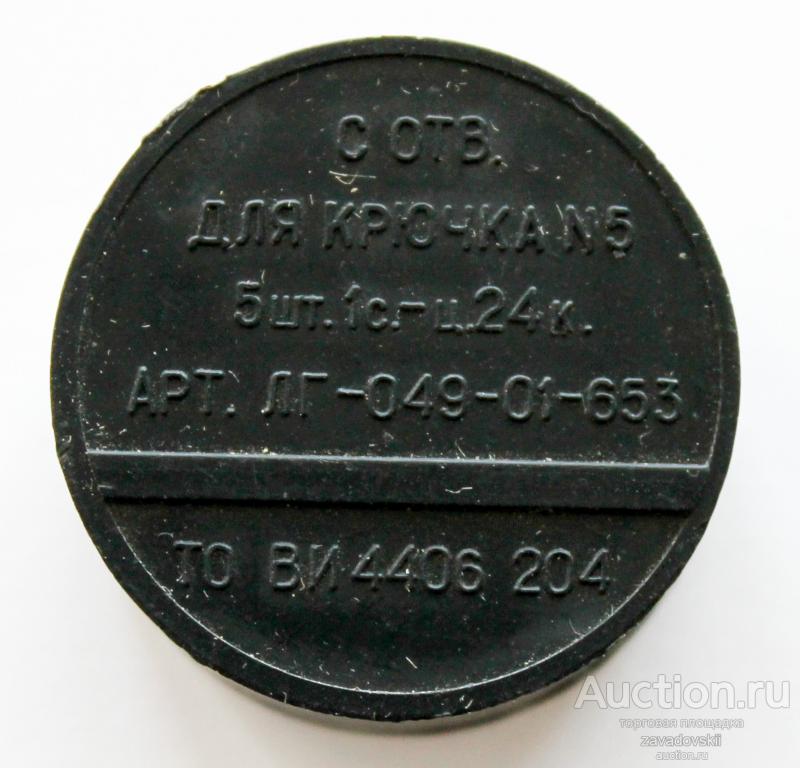 С ОТВ.
ДЛЯ КРЮЧКА N5
5шт. 1с.-ц.24к.
АРТ. ЛГ-049-01-653
ТО ВИ 4406 204
Auction.ru
торговая площадка
zavadovskii
auction.ru